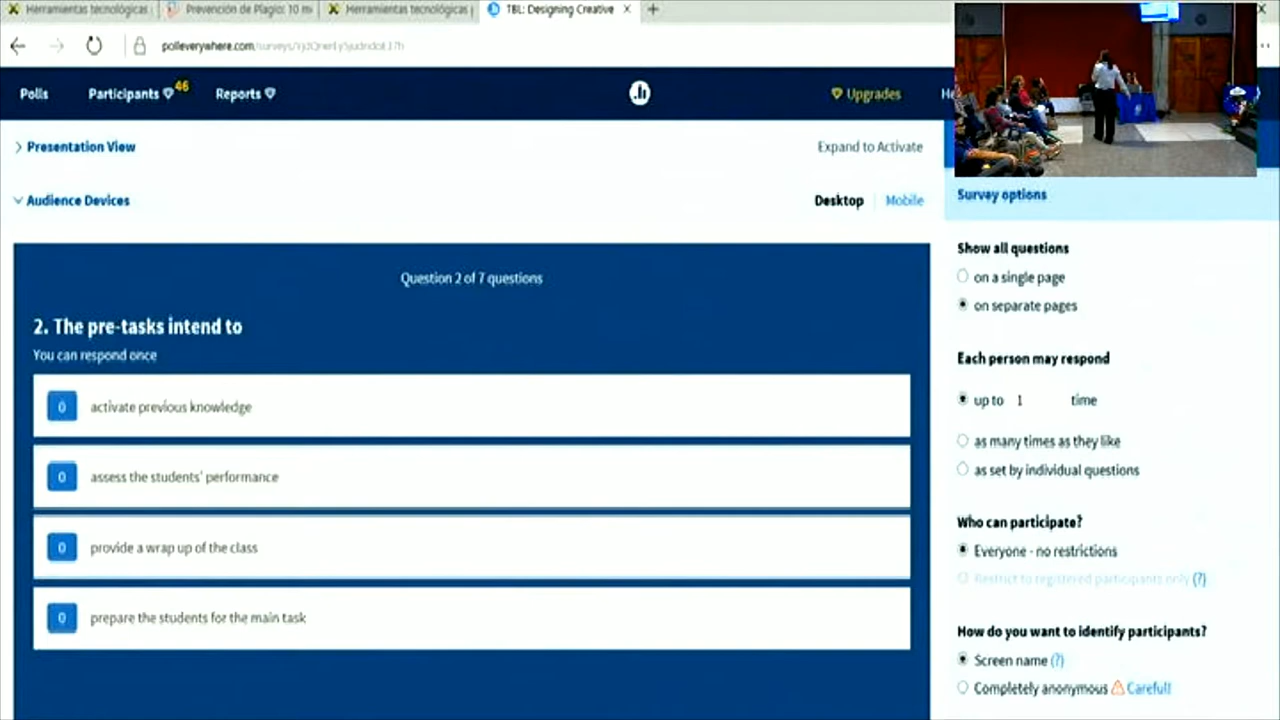 Herramientas tecnológicas
Prevención de Plagio: 10 m
Herramientas tecnológicas
TBL: Designing Creative
polleverywhere.com/surveys/
Polls
Participants 46
Reports
Upgrades
Presentation View
Expand to Activate
Audience Devices
Desktop
Mobile
Question 2 of 7 questions
2. The pre-tasks intend to
You can respond once
0 activate previous knowledge
0 assess the students' performance
0 provide a wrap up of the class
0 prepare the students for the main task
Survey options
Show all questions
on a single page
on separate pages
Each person may respond
up to 1 time
as many times as they like
as set by individual questions
Who can participate?
Everyone - no restrictions
Restrict to registered participants only (?)
How do you want to identify participants?
Screen name (?)
Completely anonymous Careful!